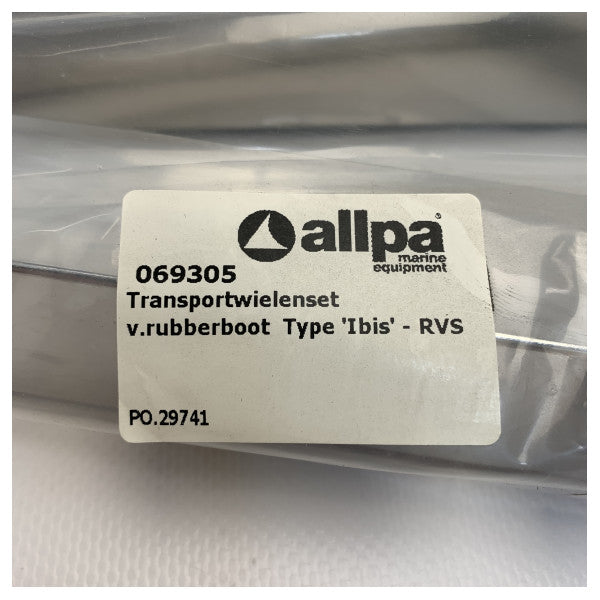 allpa®
marine
equipment
069305
Transportwielenset
v.rubberboot Type 'Ibis' - RVS
PO.29741